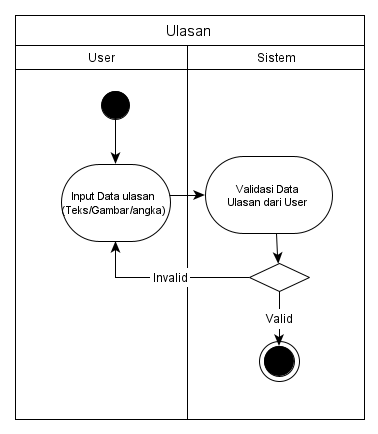 Ulasan
User
Sistem
Input Data ulasan
(Teks/Gambar/angka)
Validasi Data
Ulasan dari User
Invalid
Valid